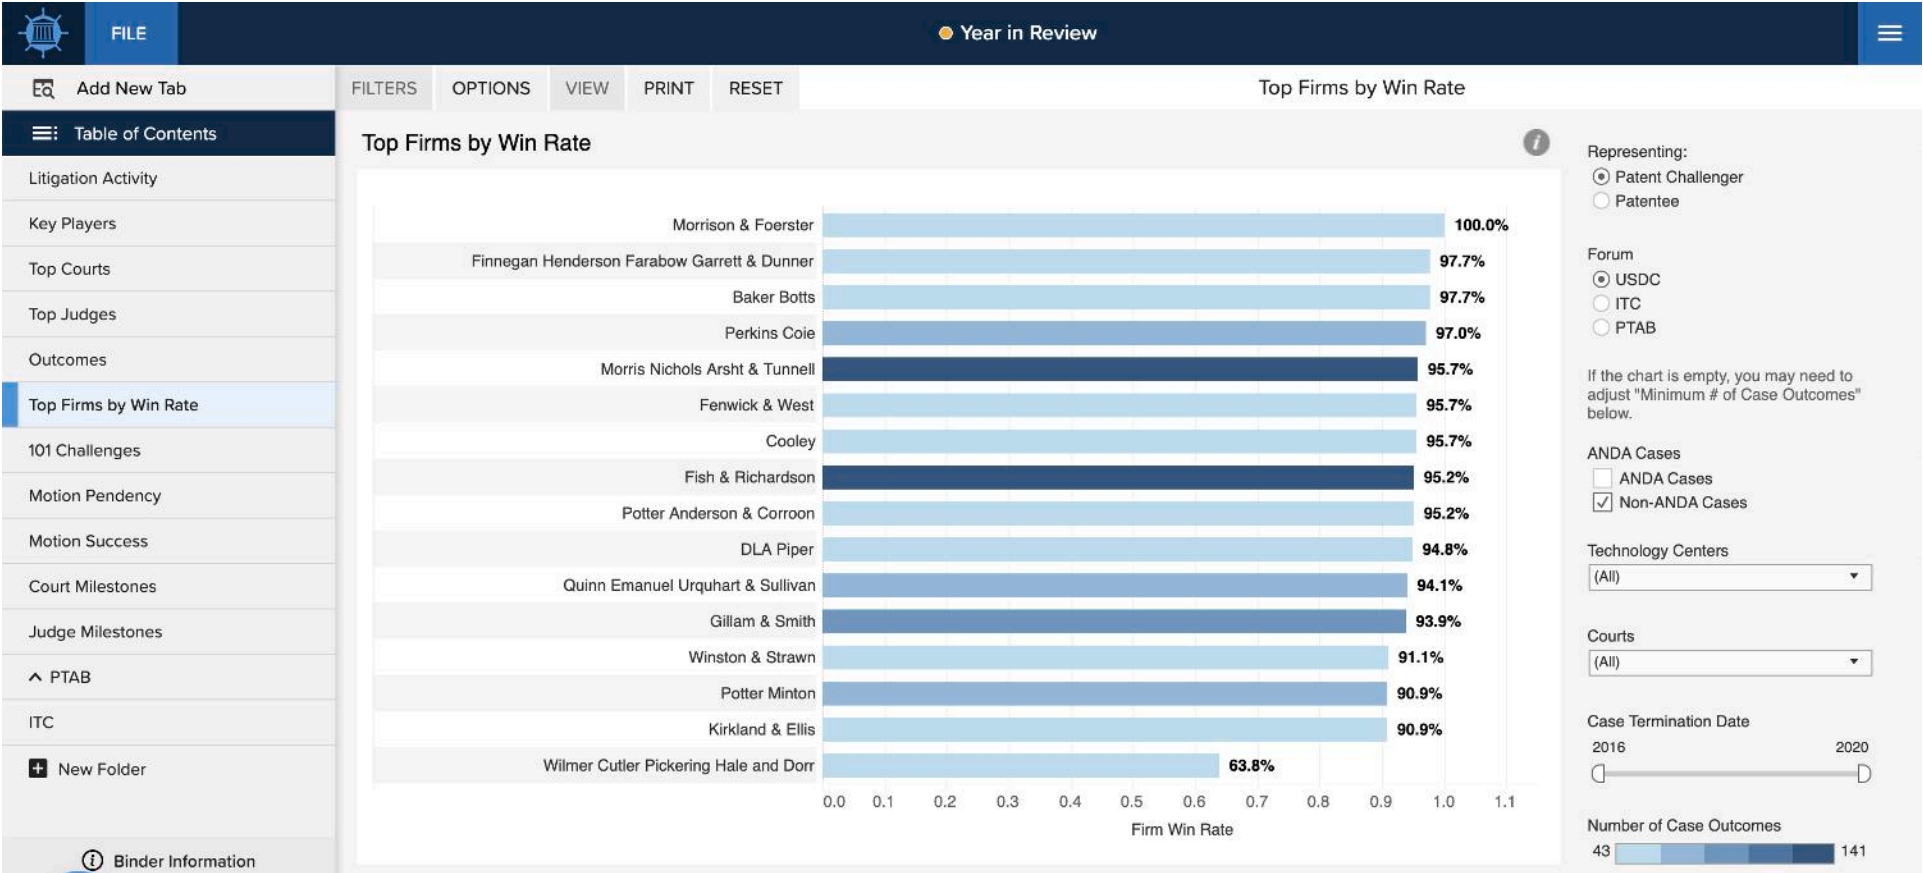 FILE
Year in Review
Add New Tab
FILTERS OPTIONS VIEW PRINT RESET
Top Firms by Win Rate
Table of Contents
Litigation Activity
Key Players
Top Courts
Top Judges
Outcomes
Top Firms by Win Rate
101 Challenges
Motion Pendency
Motion Success
Court Milestones
Judge Milestones
PTAB
ITC
New Folder
Binder Information
Top Firms by Win Rate
Morrison & Foerster 100.0%
Finnegan Henderson Farabow Garrett & Dunner 97.7%
Baker Botts 97.7%
Perkins Coie 97.0%
Morris Nichols Arsht & Tunnell 95.7%
Fenwick & West 95.7%
Cooley 95.7%
Fish & Richardson 95.2%
Potter Anderson & Corroon 95.2%
DLA Piper 94.8%
Quinn Emanuel Urquhart & Sullivan 94.1%
Gillam & Smith 93.9%
Winston & Strawn 91.1%
Potter Minton 90.9%
Kirkland & Ellis 90.9%
Wilmer Cutler Pickering Hale and Dorr 63.8%
0.0 0.1 0.2 0.3 0.4 0.5 0.6 0.7 0.8 0.9 1.0 1.1
Firm Win Rate
Representing:
Patent Challenger
Patentee
Forum
USDC
ITC
PTAB
If the chart is empty, you may need to
adjust "Minimum # of Case Outcomes"
below.
ANDA Cases
ANDA Cases
Non-ANDA Cases
Technology Centers
(All)
Courts
(All)
Case Termination Date
2016 2020
Number of Case Outcomes
43 141